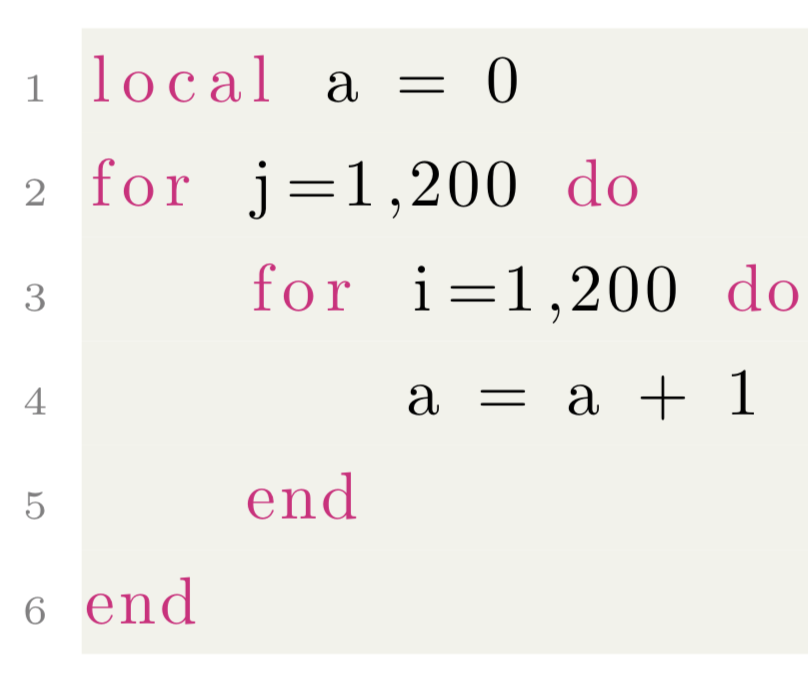 1 local a = 0
2 for j=1,200 do
3     for i=1,200 do
4         a = a + 1
5     end
6 end